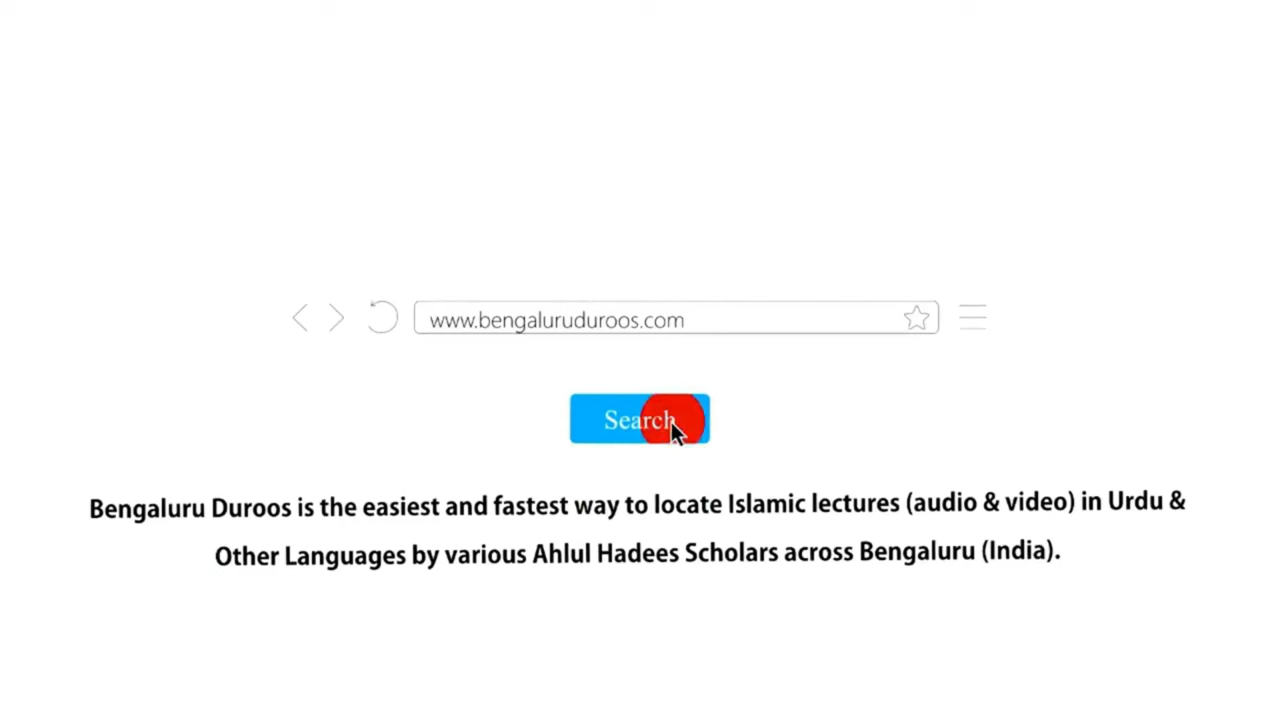 www.bengaluruduroos.com
Search
Bengaluru Duroos is the easiest and fastest way to locate Islamic lectures (audio & video) in Urdu &
Other Languages by various Ahlul Hadees Scholars across Bengaluru (India).